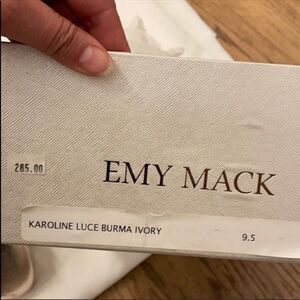 285.00
EMY MACK
KAROLINE LUCE BURMA IVORY 9.5